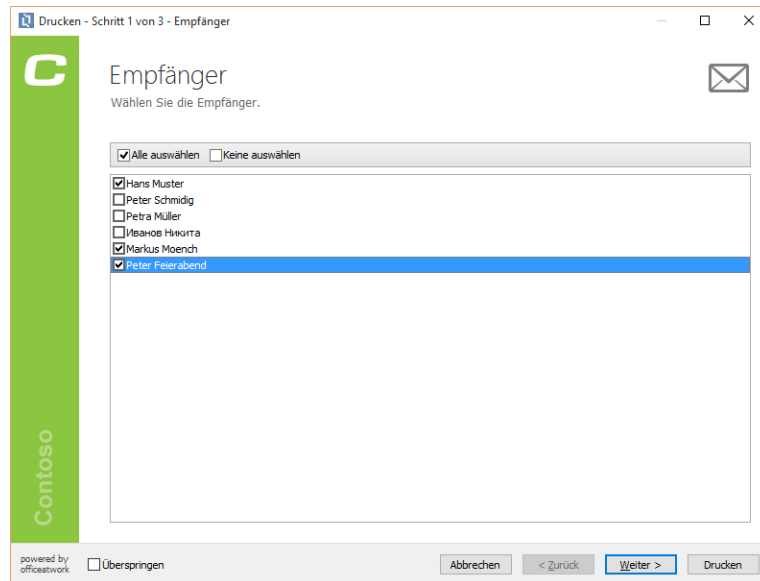 Drucken - Schritt 1 von 3 - Empfänger
C
Empfänger
Wählen Sie die Empfänger.
Alle auswählen Keine auswählen
Hans Muster
Peter Schmidig
Petra Müller
Иванов Никита
Markus Moench
Peter Feierabend
Contoso
powered by
officeatwork
Überspringen Abbrechen < Zurück Weiter > Drucken